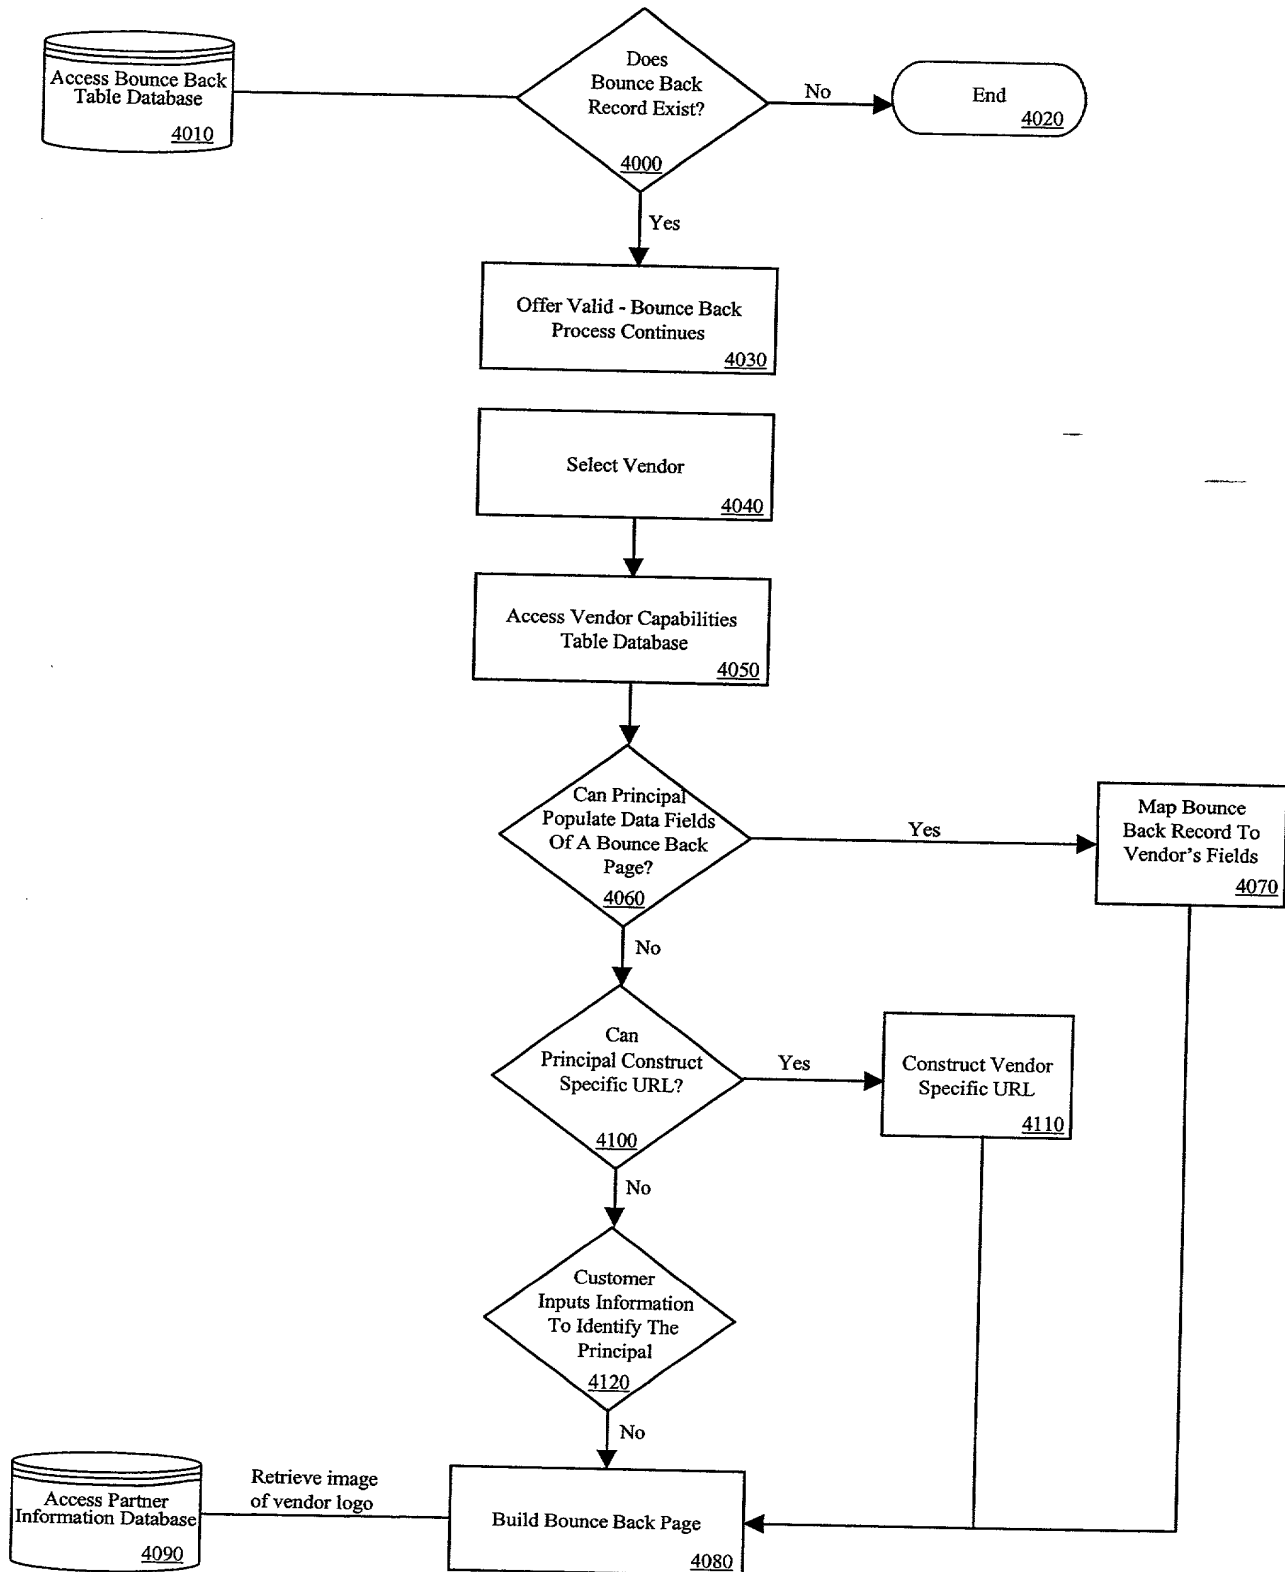 Access Bounce Back
Table Database
4010
Does
Bounce Back
Record Exist?
4000
No
End
4020
Yes
Offer Valid - Bounce Back
Process Continues
4030
Select Vendor
4040
Access Vendor Capabilities
Table Database
4050
Can Principal
Populate Data Fields
Of A Bounce Back
Page?
4060
Yes
Map Bounce
Back Record To
Vendor's Fields
4070
No
Can
Principal Construct
Specific URL?
4100
Yes
Construct Vendor
Specific URL
4110
No
Customer
Inputs Information
To Identify The
Principal
4120
No
Access Partner
Information Database
4090
Retrieve image
of vendor logo
Build Bounce Back Page
4080